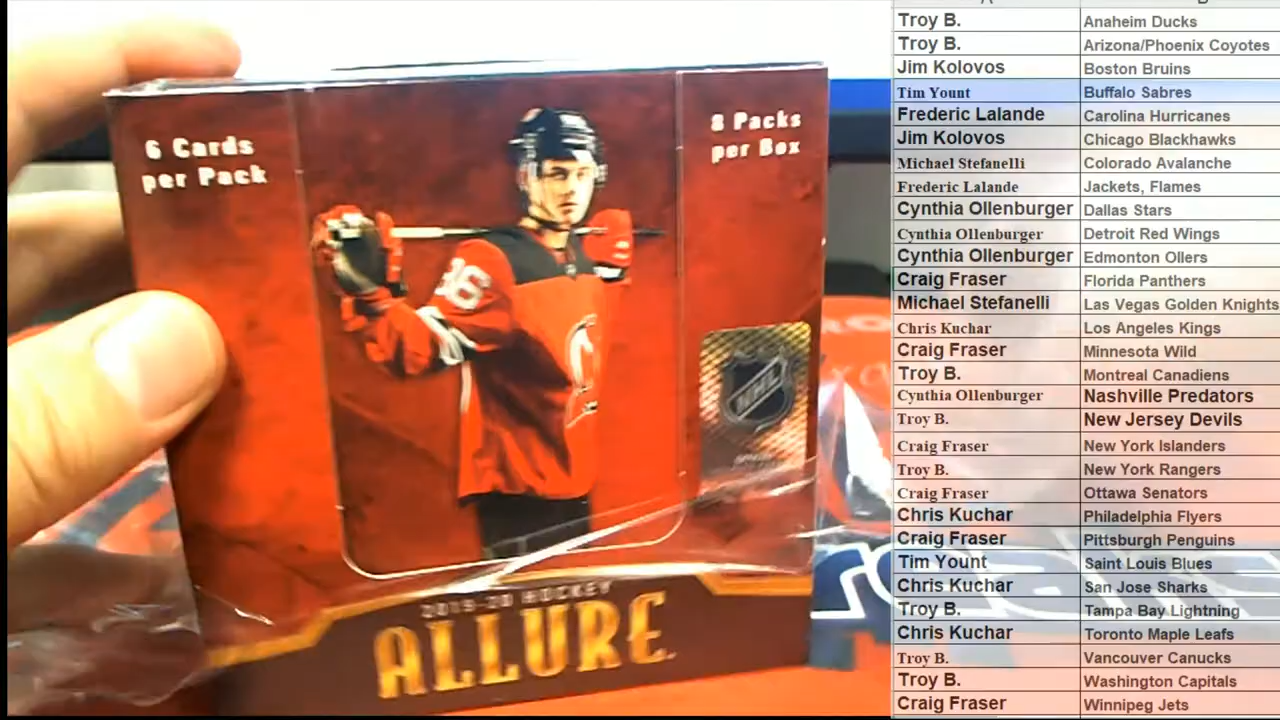 6 Cards
per Pack
8 Packs
per Box
86
NHL
2019-20 HOCKEY
ALLURE
Troy B. Anaheim Ducks
Troy B. Arizona/Phoenix Coyotes
Jim Kolovos Boston Bruins
Tim Yount Buffalo Sabres
Frederic Lalande Carolina Hurricanes
Jim Kolovos Chicago Blackhawks
Michael Stefanelli Colorado Avalanche
Frederic Lalande Jackets, Flames
Cynthia Ollenburger Dallas Stars
Cynthia Ollenburger Detroit Red Wings
Cynthia Ollenburger Edmonton Oilers
Craig Fraser Florida Panthers
Michael Stefanelli Las Vegas Golden Knights
Chris Kuchar Los Angeles Kings
Craig Fraser Minnesota Wild
Troy B. Montreal Canadiens
Cynthia Ollenburger Nashville Predators
Troy B. New Jersey Devils
Craig Fraser New York Islanders
Troy B. New York Rangers
Craig Fraser Ottawa Senators
Chris Kuchar Philadelphia Flyers
Craig Fraser Pittsburgh Penguins
Tim Yount Saint Louis Blues
Chris Kuchar San Jose Sharks
Troy B. Tampa Bay Lightning
Chris Kuchar Toronto Maple Leafs
Troy B. Vancouver Canucks
Troy B. Washington Capitals
Craig Fraser Winnipeg Jets